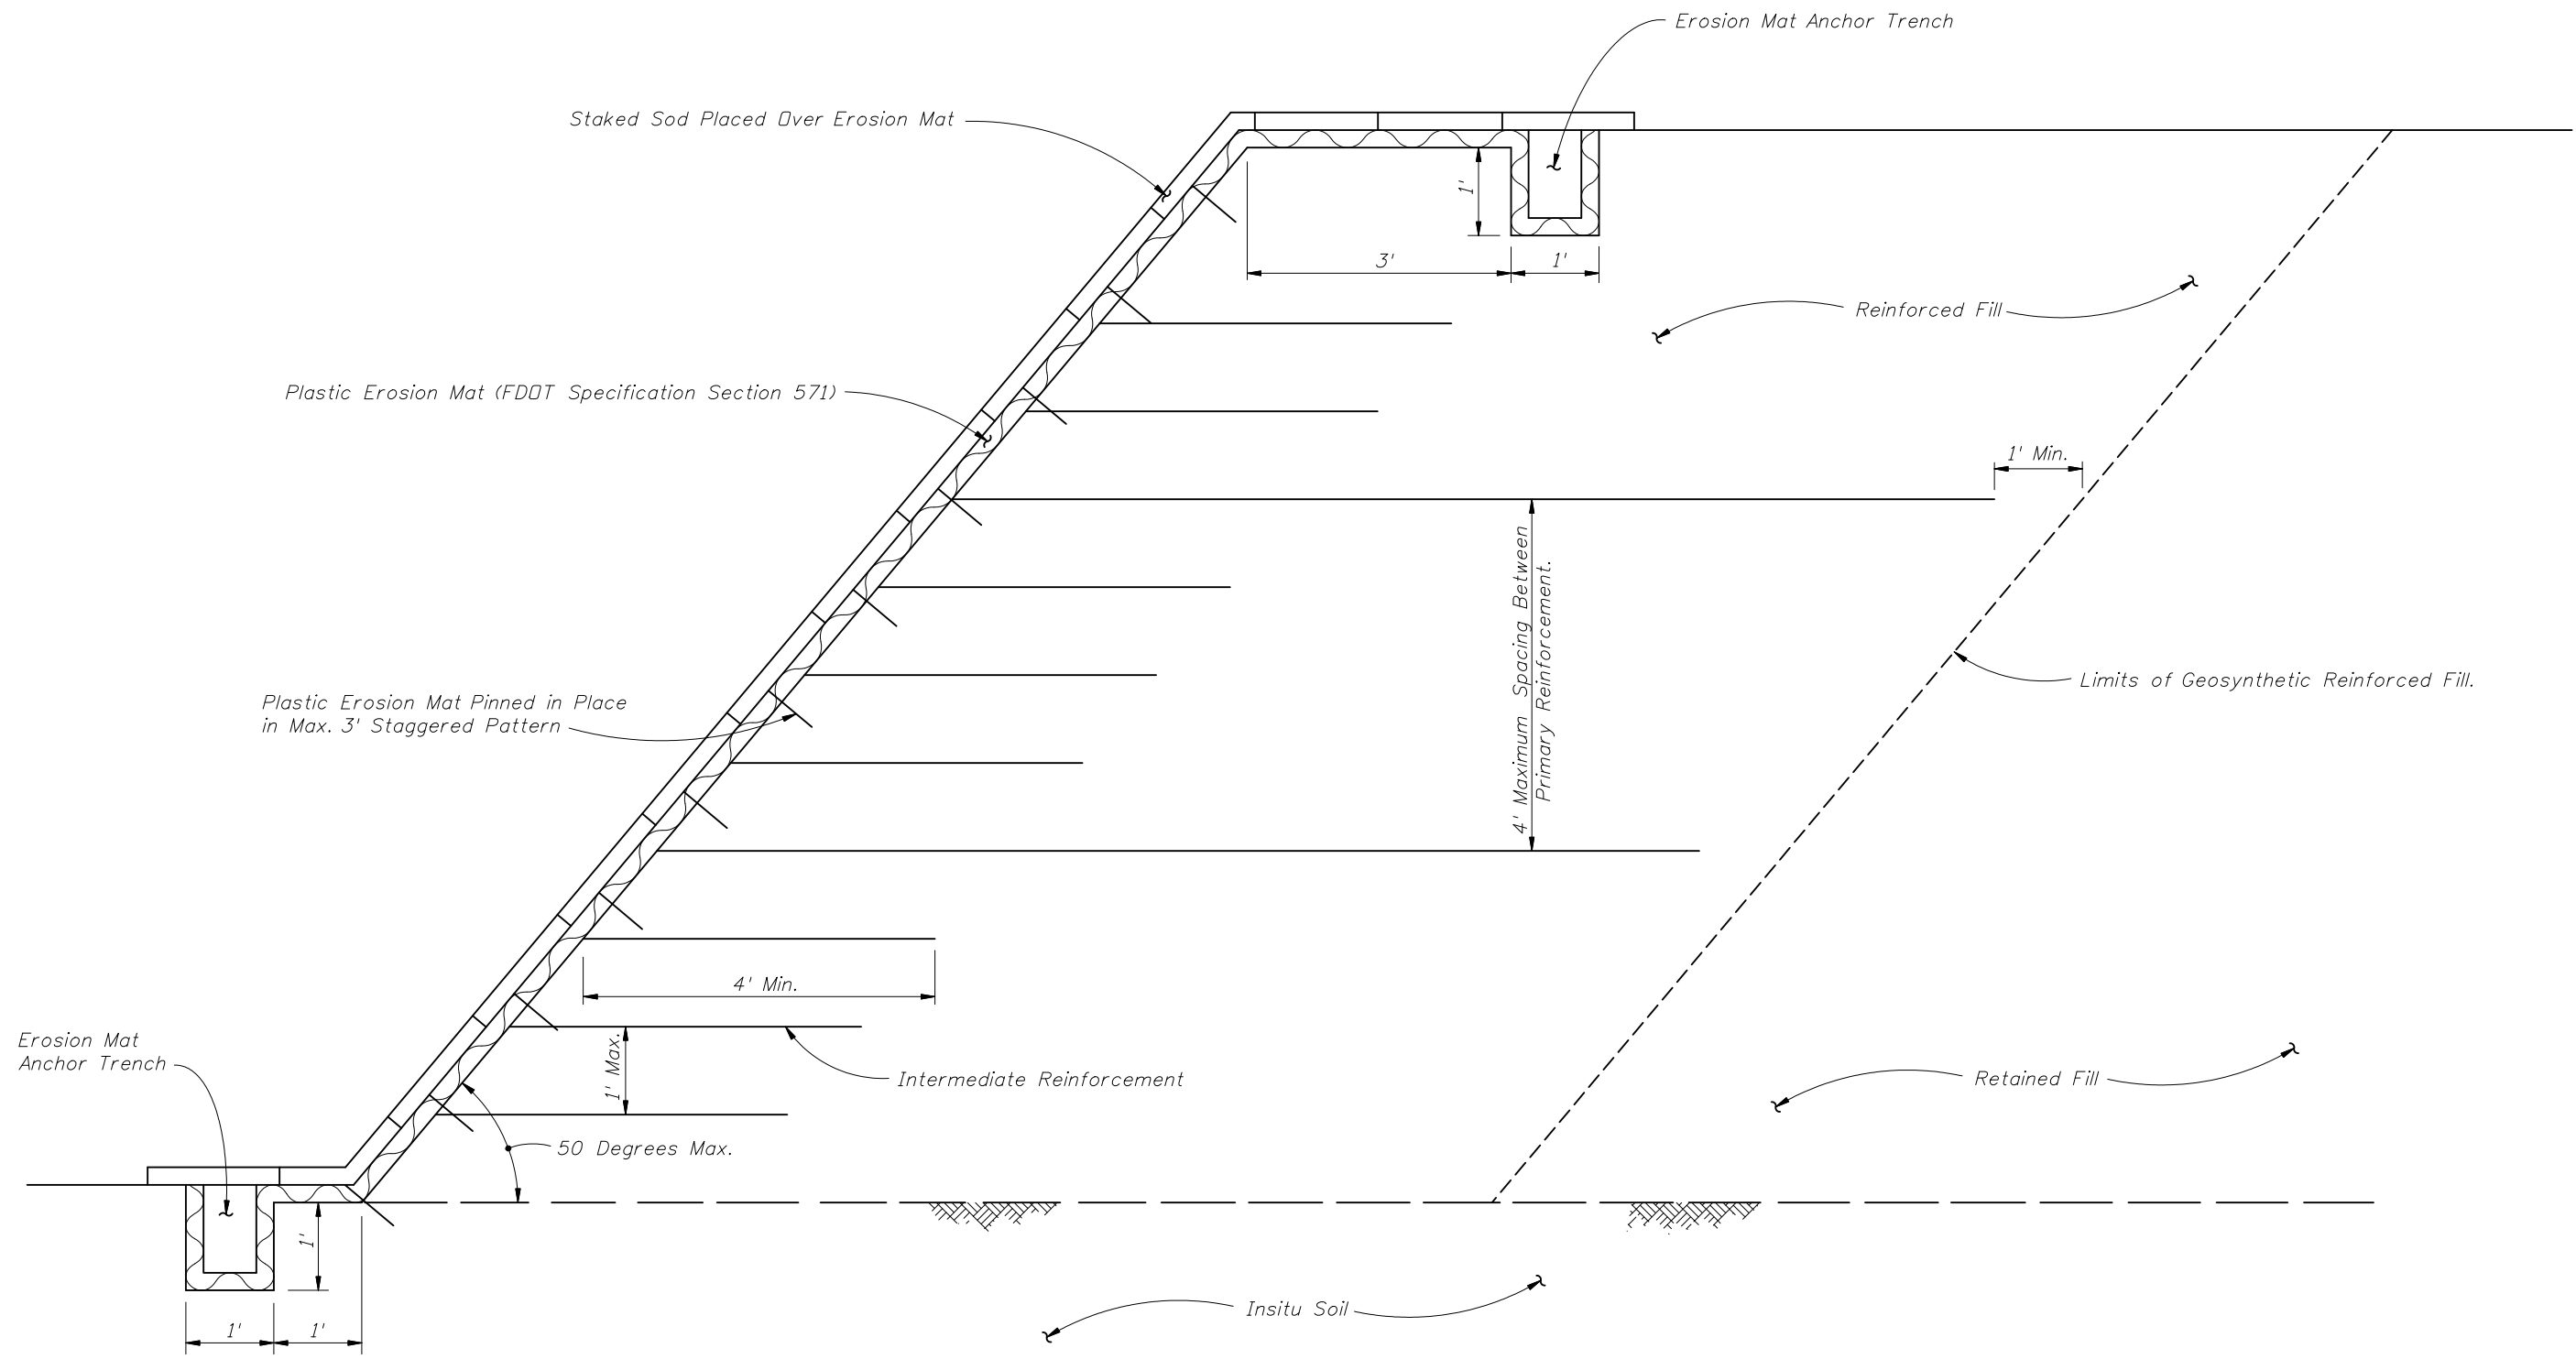 Erosion Mat Anchor Trench
Staked Sod Placed Over Erosion Mat
1'
3'
1'
Reinforced Fill
Plastic Erosion Mat (FDOT Specification Section 571)
1' Min.
4' Maximum Spacing Between
Primary Reinforcement.
Limits of Geosynthetic Reinforced Fill.
Plastic Erosion Mat Pinned in Place
in Max. 3' Staggered Pattern
4' Min.
Erosion Mat
Anchor Trench
1' Max.
Intermediate Reinforcement
Retained Fill
50 Degrees Max.
1'
Insitu Soil
1'
1'